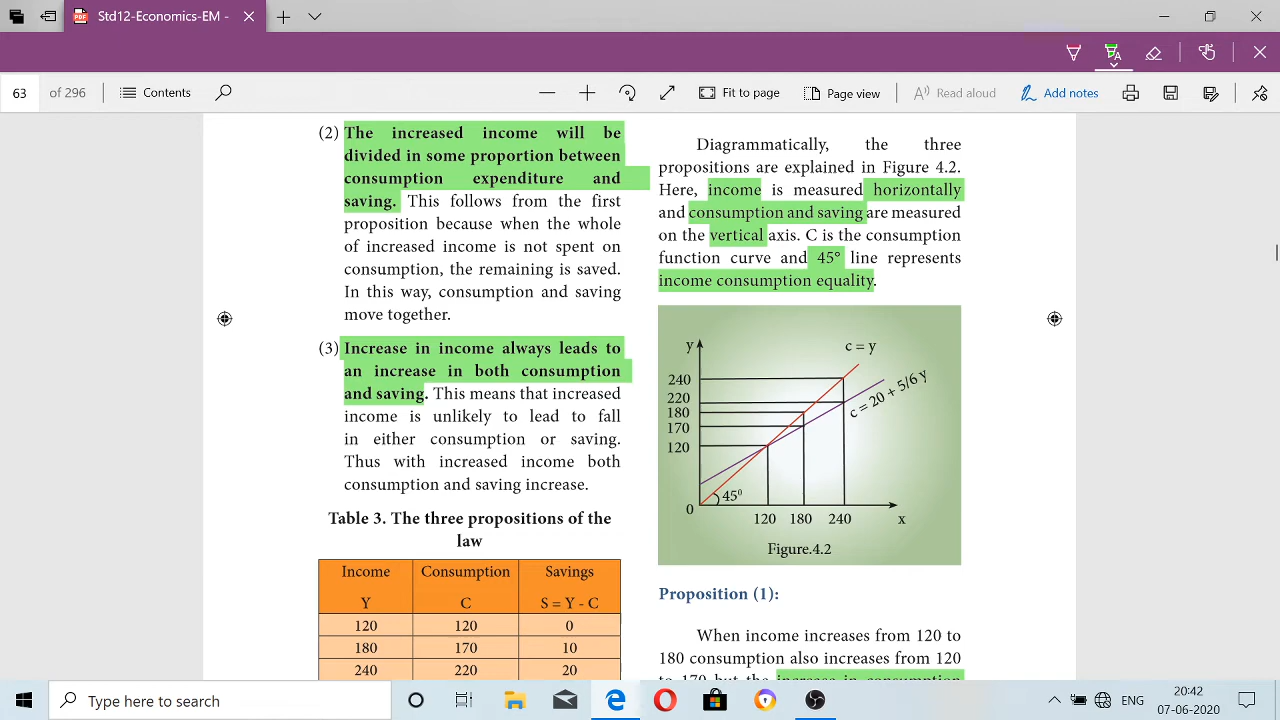 Std12-Economics-EM -
63 of 296 Contents Fit to page Page view Read aloud Add notes
(2) The increased income will be
divided in some proportion between
consumption expenditure and
saving. This follows from the first
proposition because when the whole
of increased income is not spent on
consumption, the remaining is saved.
In this way, consumption and saving
move together.
(3) Increase in income always leads to
an increase in both consumption
and saving. This means that increased
income is unlikely to lead to fall
in either consumption or saving.
Thus with increased income both
consumption and saving increase.
Table 3. The three propositions of the
law
Income Consumption Savings
Y C S = Y - C
120 120 0
180 170 10
240 220 20
Diagrammatically, the three
propositions are explained in Figure 4.2.
Here, income is measured horizontally
and consumption and saving are measured
on the vertical axis. C is the consumption
function curve and 45° line represents
income consumption equality.
y
c = y
c = 20 + 5/6 y
240
220
180
170
120
0
45⁰
120 180 240 x
Figure.4.2
Proposition (1):
When income increases from 120 to
180 consumption also increases from 120
to 170 but the increase in consumption
Type here to search
ENG
20:42
07-06-2020